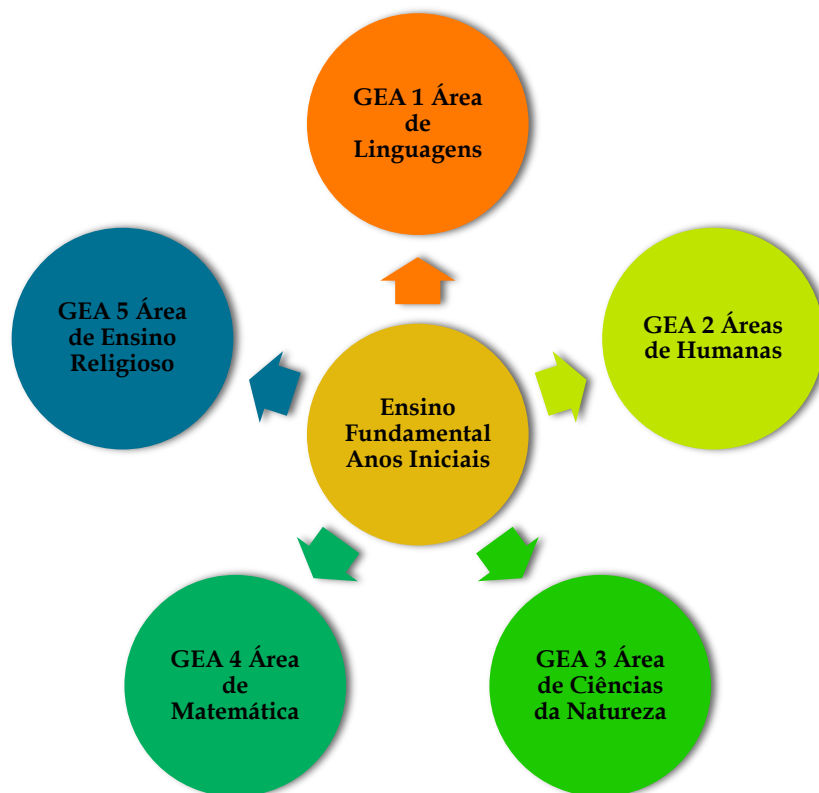 GEA 1 Área
de
Linguagens
GEA 2 Áreas
de Humanas
GEA 3 Área
de Ciências
da Natureza
GEA 4 Área
de
Matemática
GEA 5 Área
de Ensino
Religioso
Ensino
Fundamental
Anos Iniciais